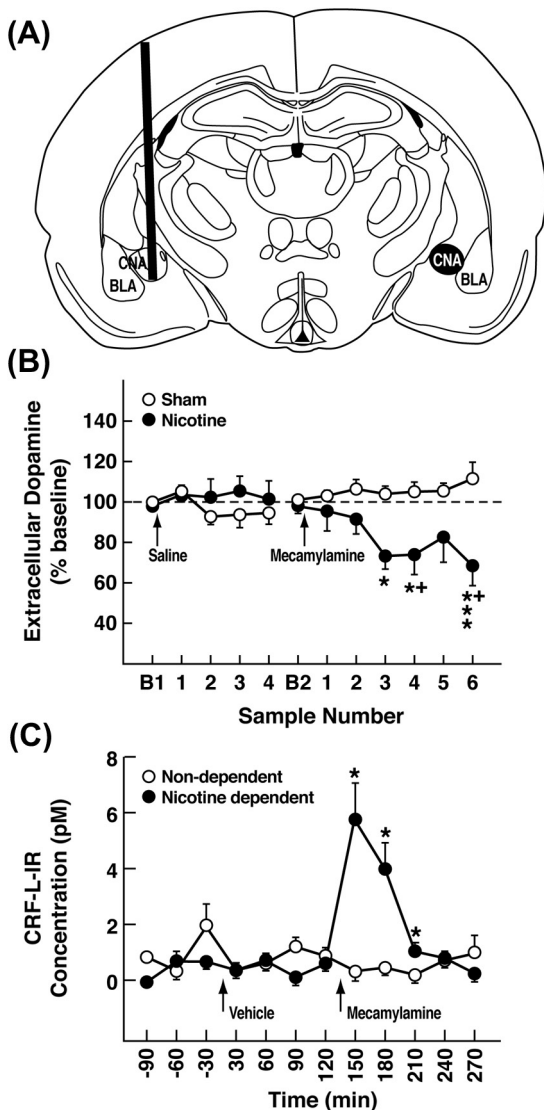 (A)
CNA
BLA
CNA
BLA
(B)
Sham
Nicotine
140
120
100
80
60
40
Extracellular Dopamine
(% baseline)
Saline
Mecamylamine
*
*+
*+
*
*
B1 1 2 3 4 B2 1 2 3 4 5 6
Sample Number
(C)
Non-dependent
Nicotine dependent
8
6
4
2
0
CRF-L-IR
Concentration (pM)
*
*
*
Vehicle
Mecamylamine
-90 -60 -30 30 60 90 120 150 180 210 240 270
Time (min)